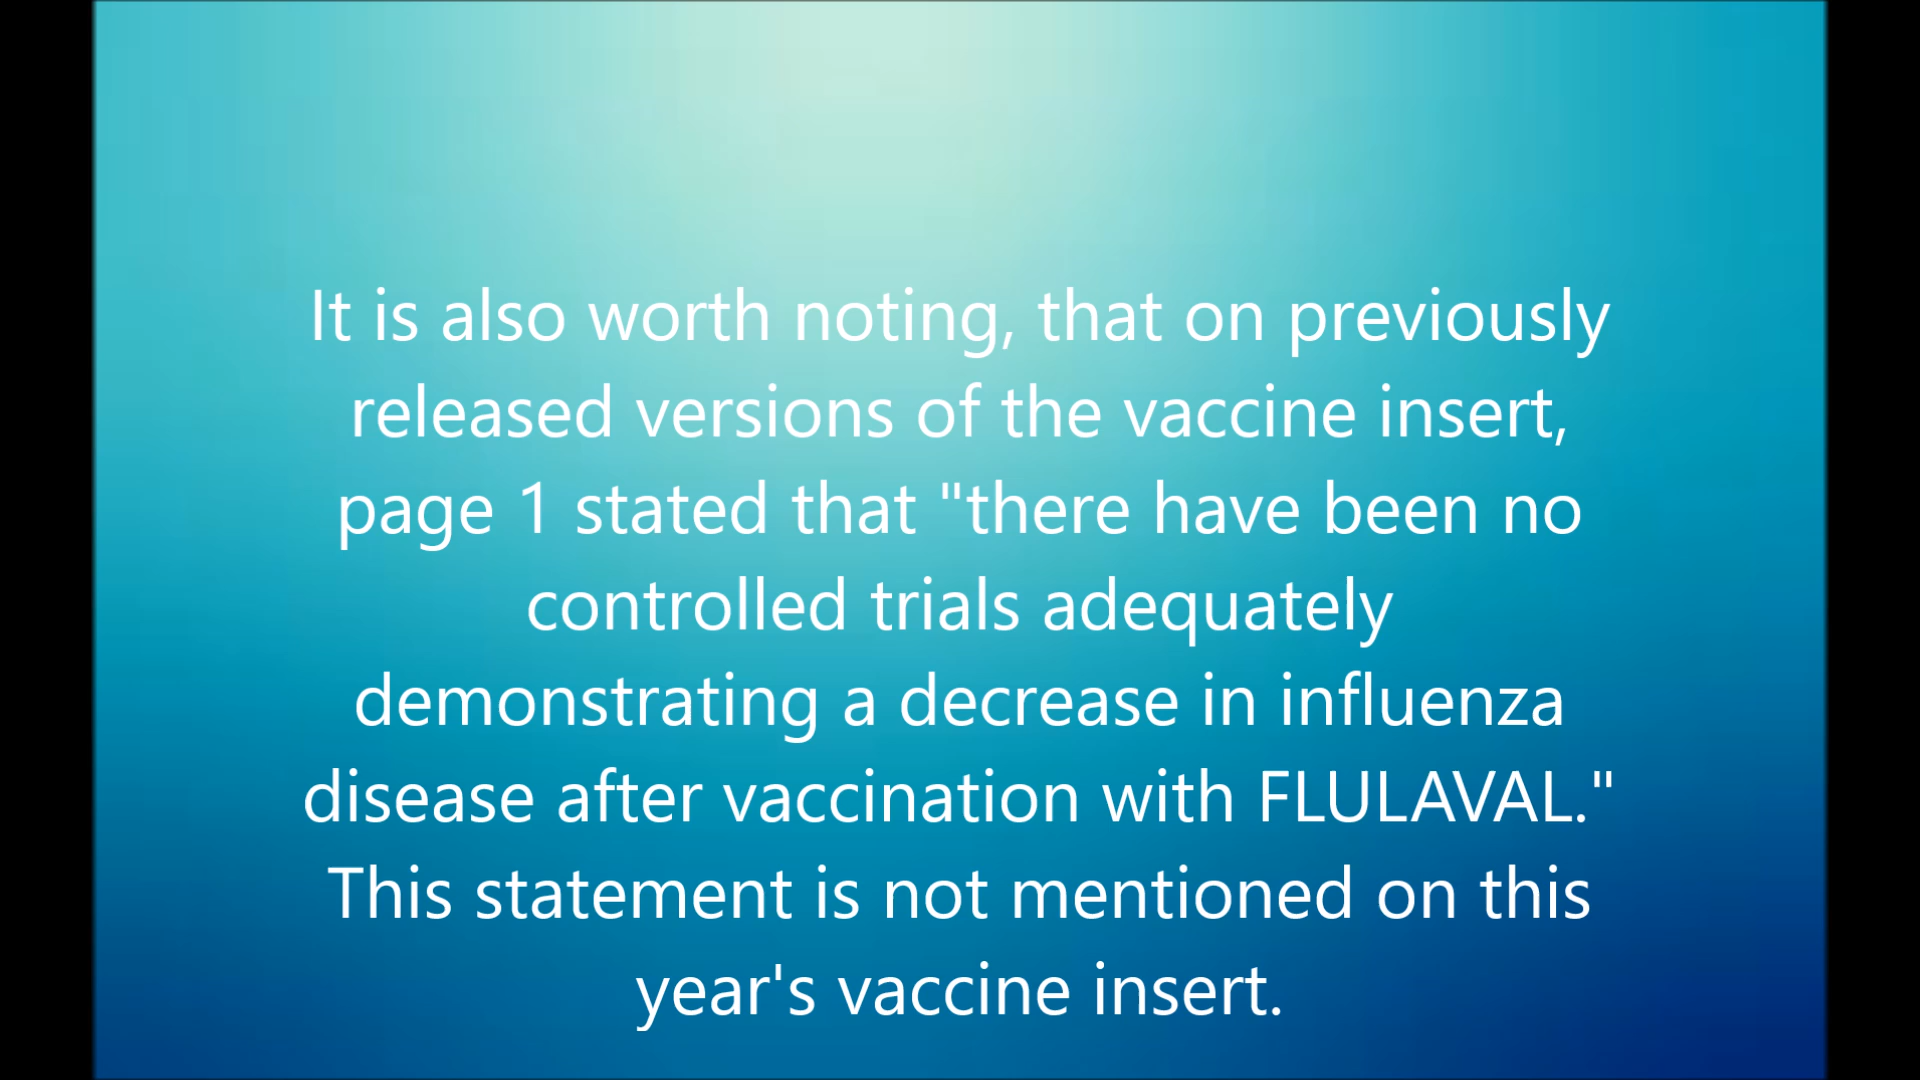 It is also worth noting, that on previously
released versions of the vaccine insert,
page 1 stated that "there have been no
controlled trials adequately
demonstrating a decrease in influenza
disease after vaccination with FLULAVAL."
This statement is not mentioned on this
year's vaccine insert.